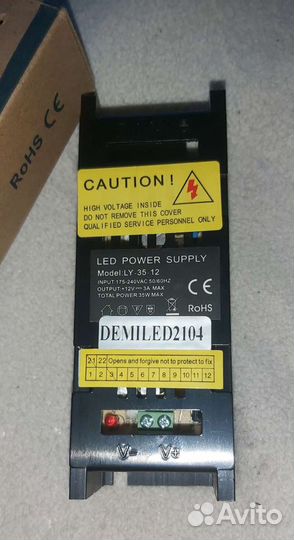 RoHS CE
CAUTION!
HIGH VOLTAGE INSIDE
DO NOT REMOVE THIS COVER
QUALIFIED SERVICE PERSONNEL ONLY
LED POWER SUPPLY
Model:LY-35-12
INPUT:175-240VAC 50/60HZ
OUTPUT:+12V 3A MAX
TOTAL POWER 35W MAX
RoHS
DEMILED2104
21 22 Opens and forgive not to protect to fix
1 2 3 4 5 6 7 8 9 10 11 12
V- V+
Avito